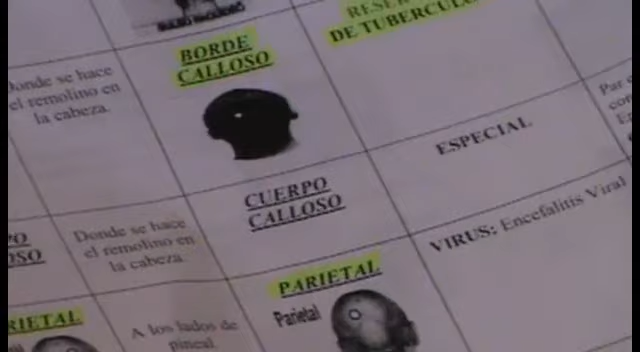 BORDE
CALLOSO
DE TUBERCULO
Donde se hace
el remolino en
la cabeza.
ESPECIAL
CUERPO
CALLOSO
Donde se hace
el remolino en
la cabeza.
VIRUS: Encefalitis Viral
PARIETAL
Parietal
A los lados de
pineal